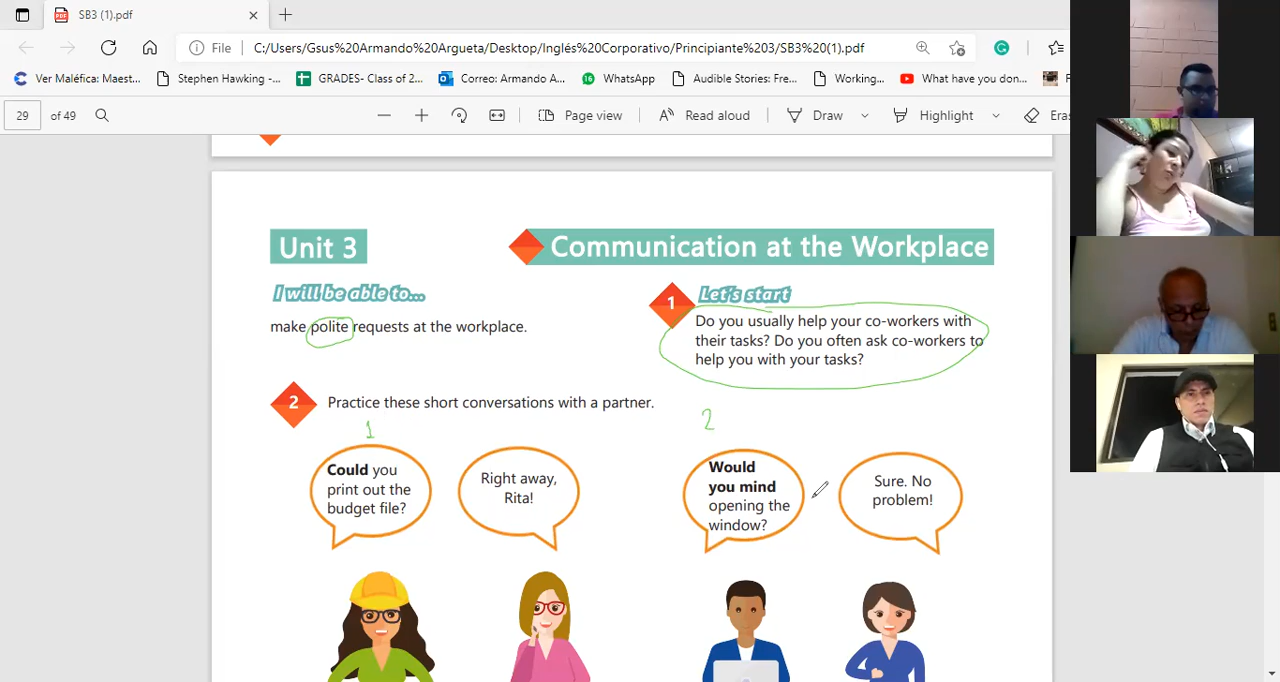 SB3 (1).pdf
File
C:/Users/Gsus%20Armando%20Argueta/Desktop/Inglés%20Corporativo/Principiante%203/SB3%20(1).pdf
Ver Maléfica: Maest...
Stephen Hawking -...
GRADES- Class of 2...
Correo: Armando A...
16 WhatsApp
Audible Stories: Fre...
Working...
What have you don...
29 of 49
Page view
Read aloud
Draw
Highlight
Eras
Unit 3
Communication at the Workplace
I will be able to...
make polite requests at the workplace.
1
Let's start
Do you usually help your co-workers with
their tasks? Do you often ask co-workers to
help you with your tasks?
2
Practice these short conversations with a partner.
1
2
Could you
print out the
budget file?
Right away,
Rita!
Would
you mind
opening the
window?
Sure. No
problem!